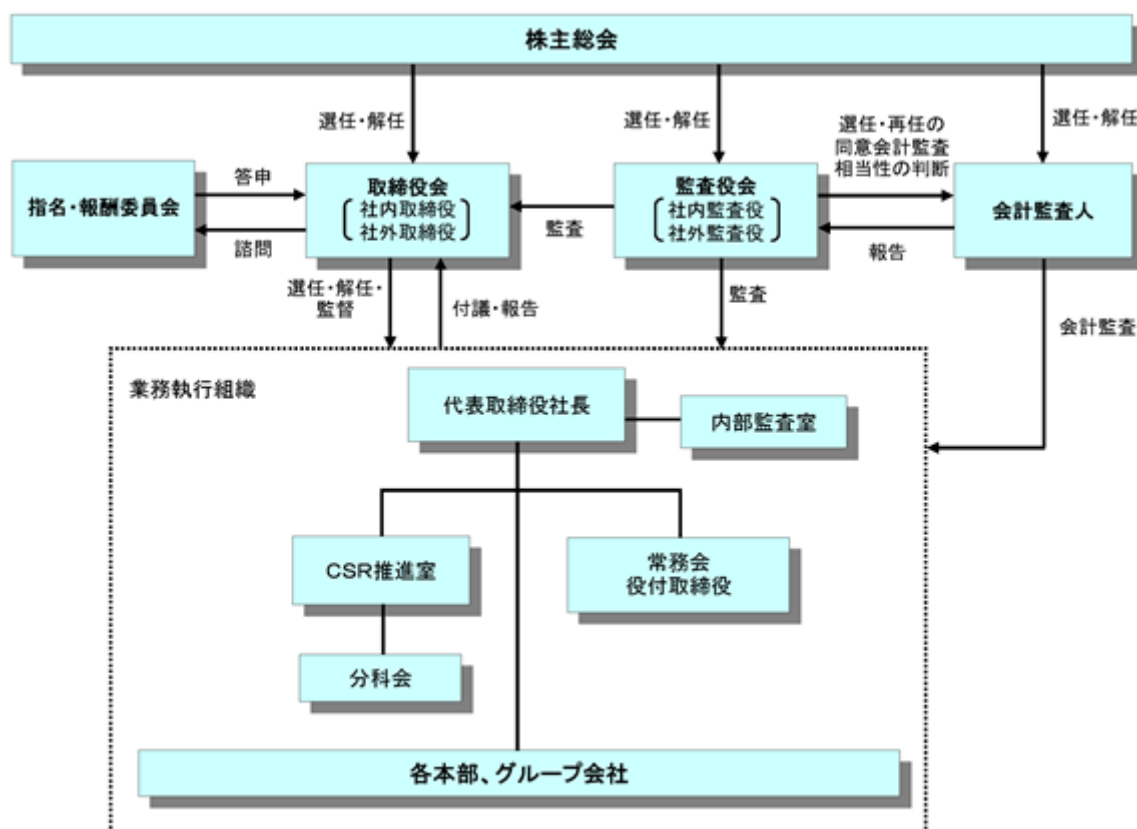 株主総会
選任・解任
選任・解任
選任・再任の
同意会計監査
相当性の判断
選任・解任
指名・報酬委員会
答申
諮問
取締役会
社内取締役
社外取締役
監査
監査役会
社内監査役
社外監査役
報告
会計監査人
選任・解任・
監督
付議・報告
監査
会計監査
業務執行組織
代表取締役社長
内部監査室
CSR推進室
常務会
役付取締役
分科会
各本部、グループ会社